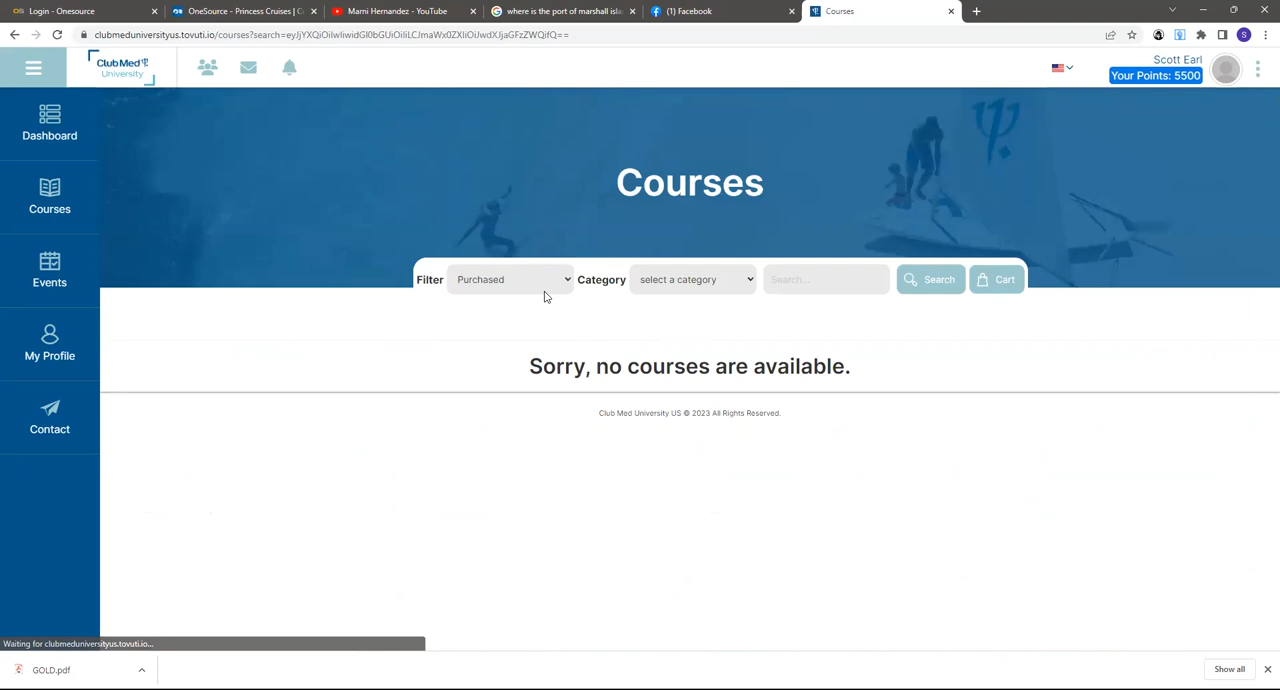 Login - Onesource
OneSource - Princess Cruises | C
Marni Hernandez - YouTube
where is the port of marshall isla
(1) Facebook
Courses
clubmeduniversityus.tovuti.io/courses?search=
Club Med
University
Scott Earl
Your Points: 5500
Dashboard
Courses
Events
My Profile
Contact
Courses
Filter Purchased Category select a category Search... Search Cart
Sorry, no courses are available.
Club Med University US © 2023 All Rights Reserved.
Waiting for clubmeduniversityus.tovuti.io...
GOLD.pdf
Show all